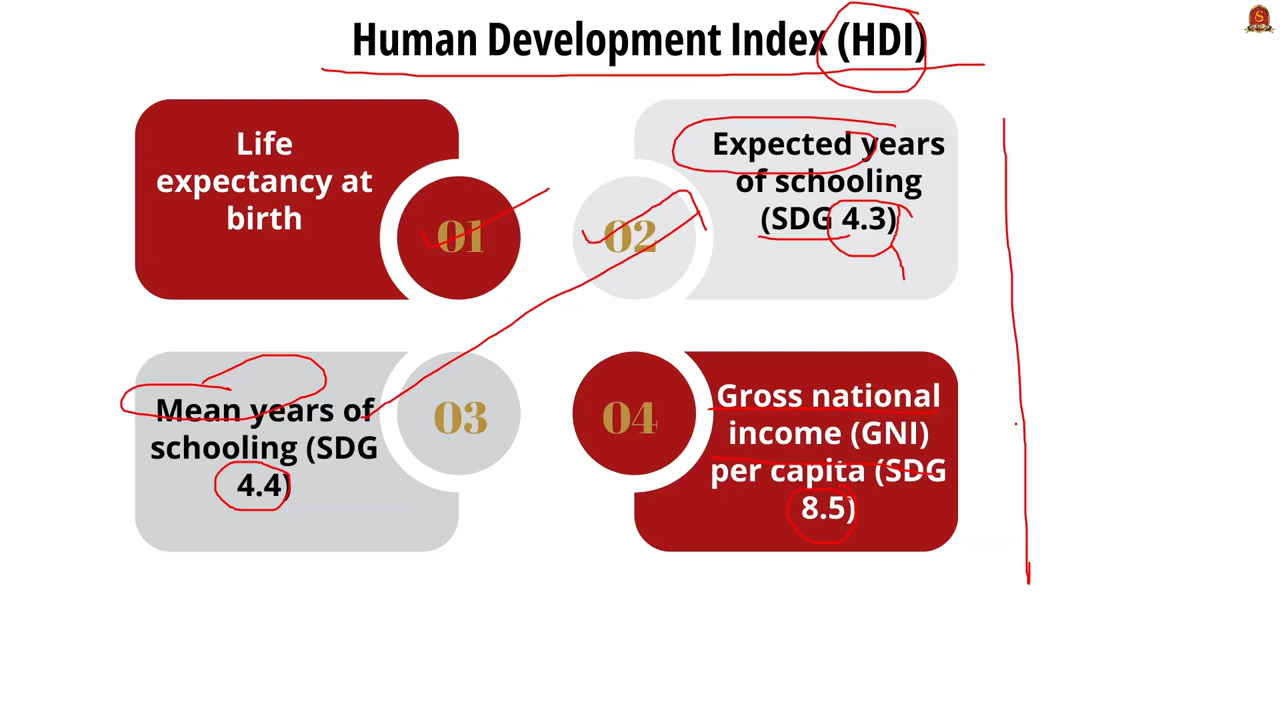 Human Development Index (HDI)
Life
expectancy at
birth
01
02
Expected years
of schooling
(SDG 4.3)
Mean years of
schooling (SDG
4.4)
03
04
Gross national
income (GNI)
per capita (SDG
8.5)
S